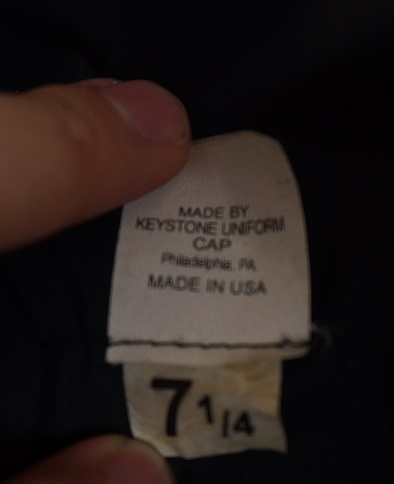 MADE BY
KEYSTONE UNIFORM
CAP
Philadelphia, PA
MADE IN USA
7 1/4